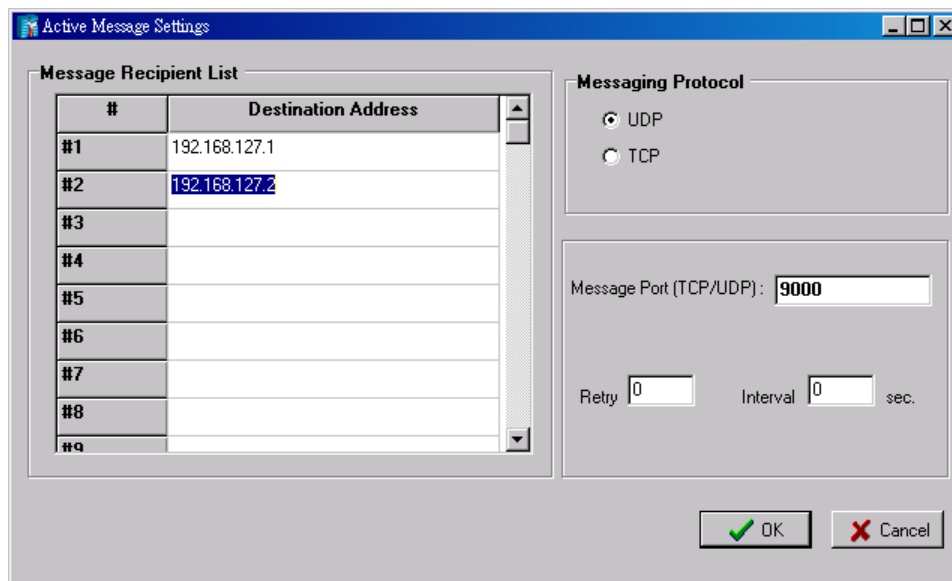 Active Message Settings
Message Recipient List
# Destination Address
#1 192.168.127.1
#2 192.168.127.2
#3
#4
#5
#6
#7
#8
#9
Messaging Protocol
UDP
TCP
Message Port (TCP/UDP) : 9000
Retry 0 Interval 0 sec.
OK Cancel